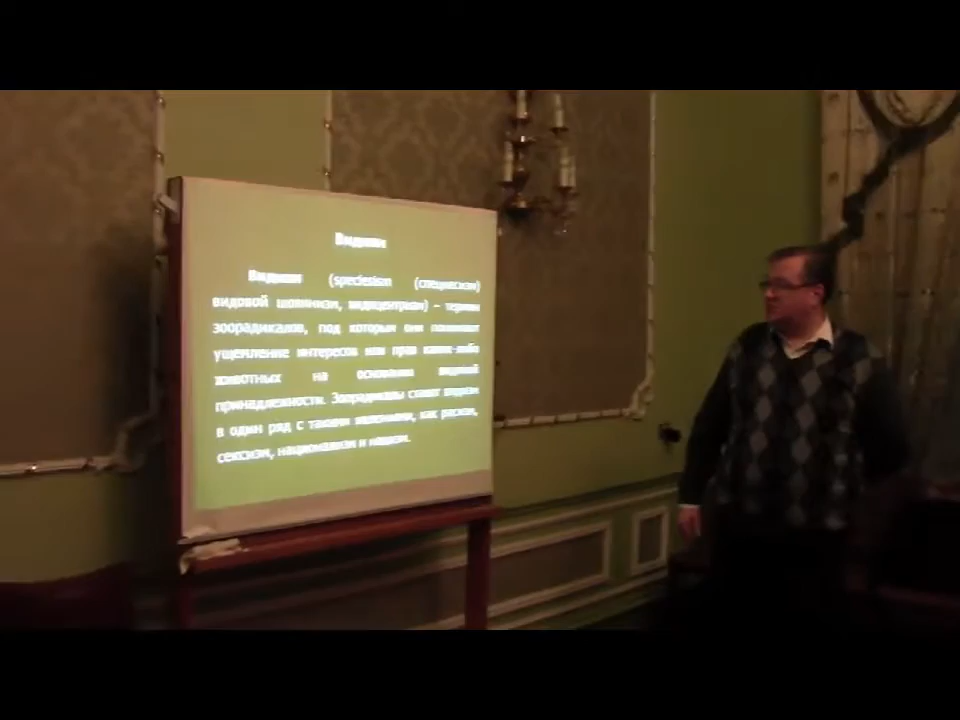 Видизм
Видизм (speciesism (спецесизм)
видовой шовинизм, видоцентризм) – термин
зоорадикалов, под которым они понимают
ущемление интересов или прав каких-либо
животных на основании видовой
принадлежности. Зоорадикалы ставят видизм
в один ряд с такими явлениями, как расизм,
сексизм, национализм и нацизм.